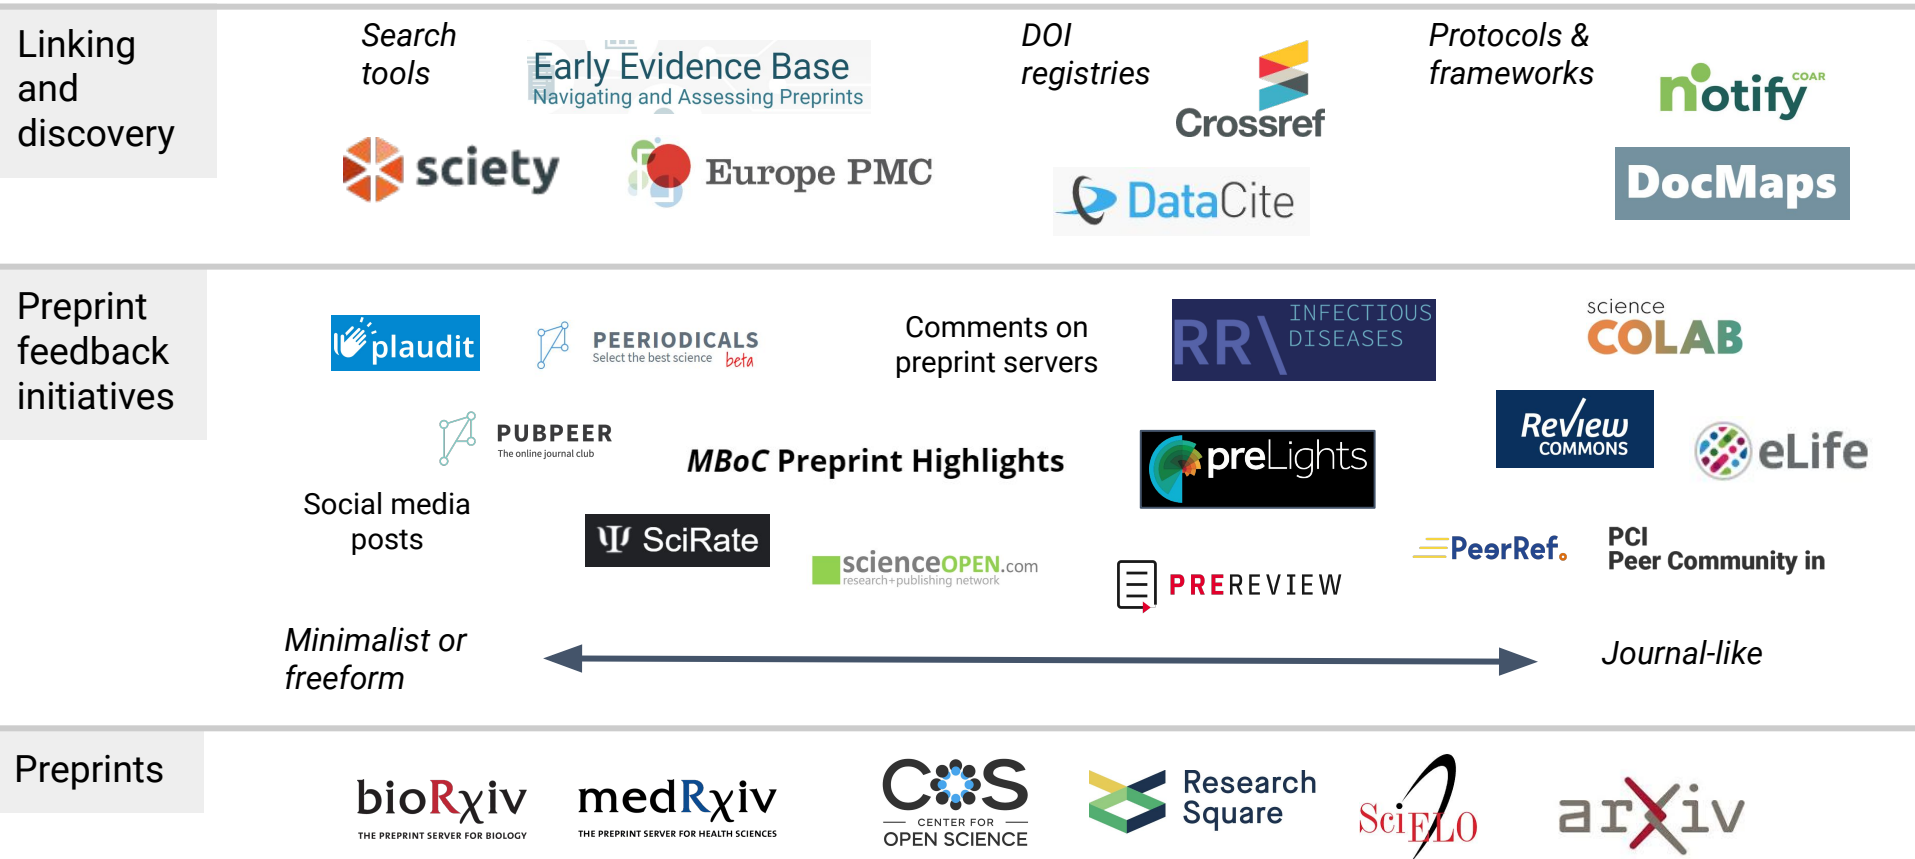 Linking
and
discovery
Search
tools
Early Evidence Base
Navigating and Assessing Preprints
sciety
Europe PMC
DOI
registries
Crossref
DataCite
Protocols &
frameworks
notify COAR
DocMaps
Preprint
feedback
initiatives
plaudit
PEERIODICALS
Select the best science beta
Comments on
preprint servers
RR\ INFECTIOUS
DISEASES
science
COLAB
PUBPEER
The online journal club
MBoC Preprint Highlights
preLights
Review
COMMONS
eLife
Social media
posts
Ψ SciRate
scienceOPEN.com
research+publishing network
PREREVIEW
PeerRef.
PCI
Peer Community in
Minimalist or
freeform
Journal-like
Preprints
bioRχiv
THE PREPRINT SERVER FOR BIOLOGY
medRχiv
THE PREPRINT SERVER FOR HEALTH SCIENCES
COS
CENTER FOR
OPEN SCIENCE
Research
Square
SciELO
arXiv